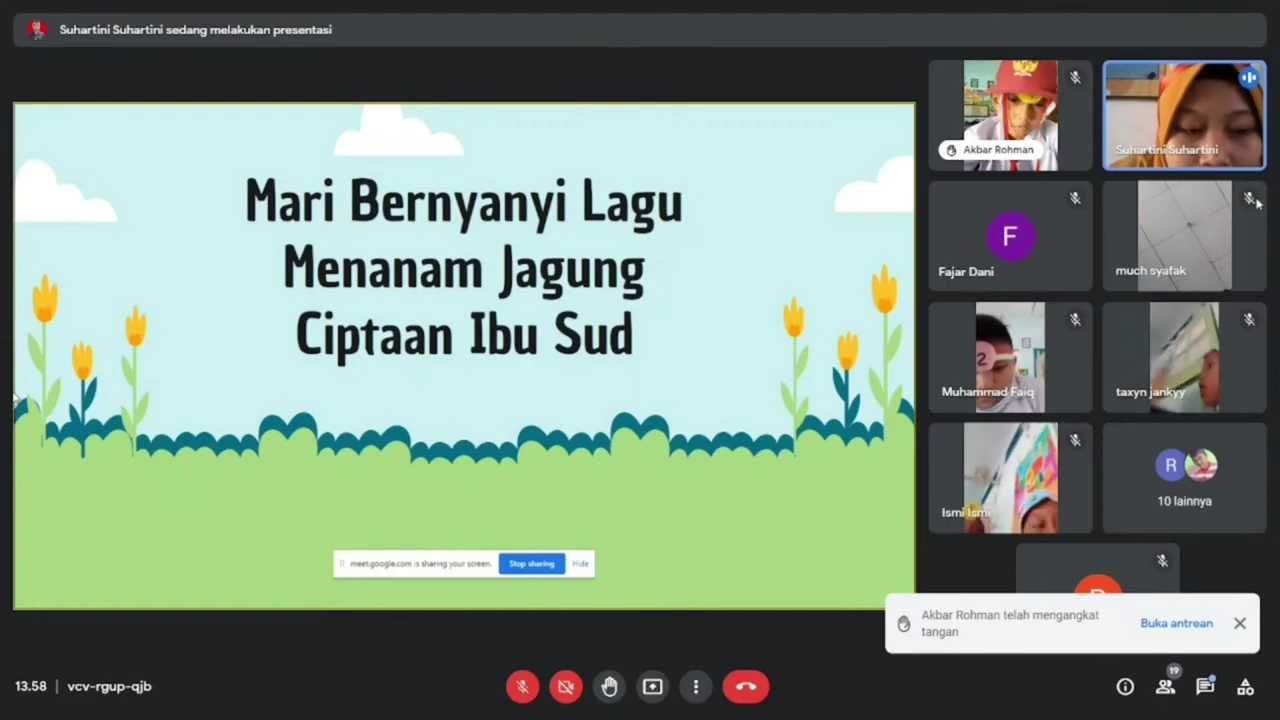 Suhartini Suhartini sedang melakukan presentasi
Mari Bernyanyi Lagu
Menanam Jagung
Ciptaan Ibu Sud
meet.google.com is sharing your screen.
Stop sharing
Hide
Akbar Rohman
Suhartini Suhartini
F
Fajar Dani
much syafak
2
Muhammad Faiq
taxyn jankyy
Ismi Ismi
R
10 lainnya
Akbar Rohman telah mengangkat
tangan
Buka antrean
13.58 | vcv-rgup-qjb
19